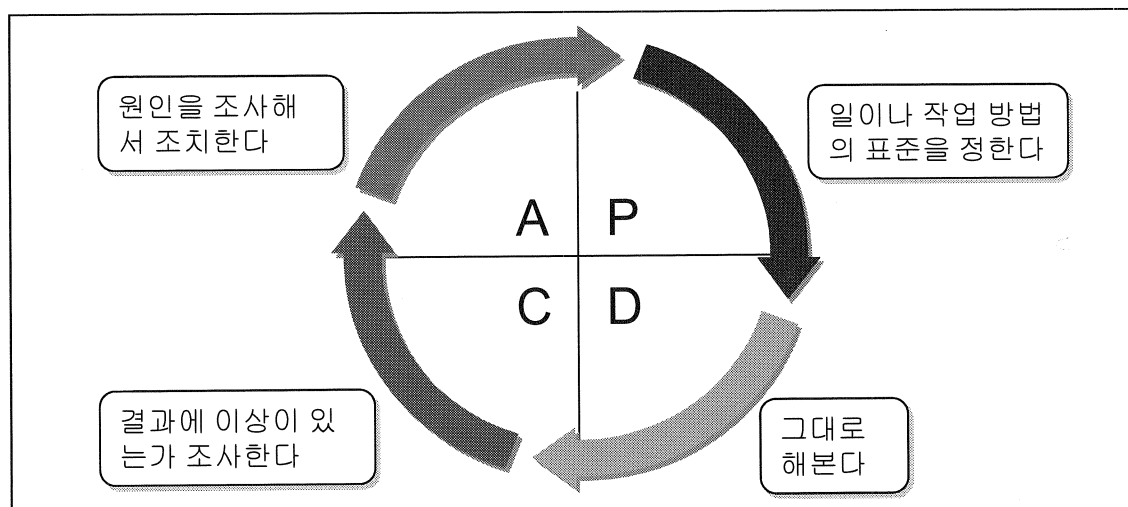 원인을 조사해
서 조치한다
일이나 작업 방법
의 표준을 정한다
A P
C D
결과에 이상이 있
는가 조사한다
그대로
해본다